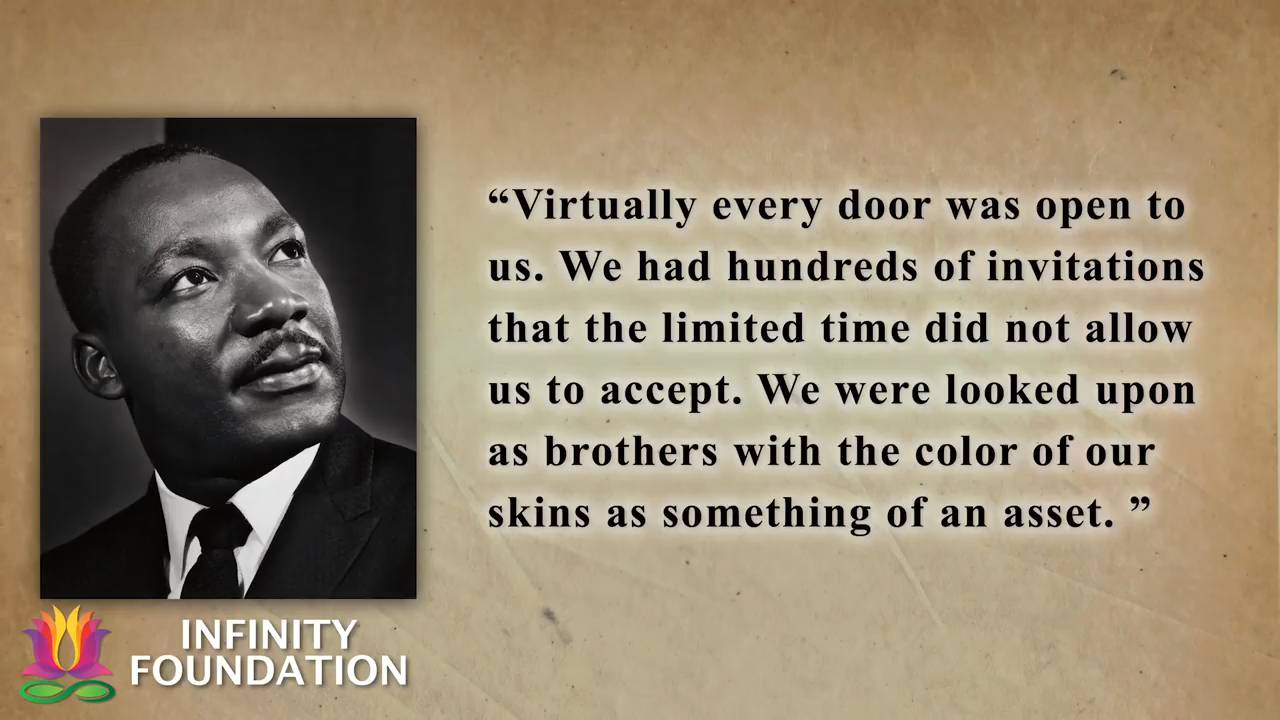 “Virtually every door was open to
us. We had hundreds of invitations
that the limited time did not allow
us to accept. We were looked upon
as brothers with the color of our
skins as something of an asset. ”
INFINITY
FOUNDATION